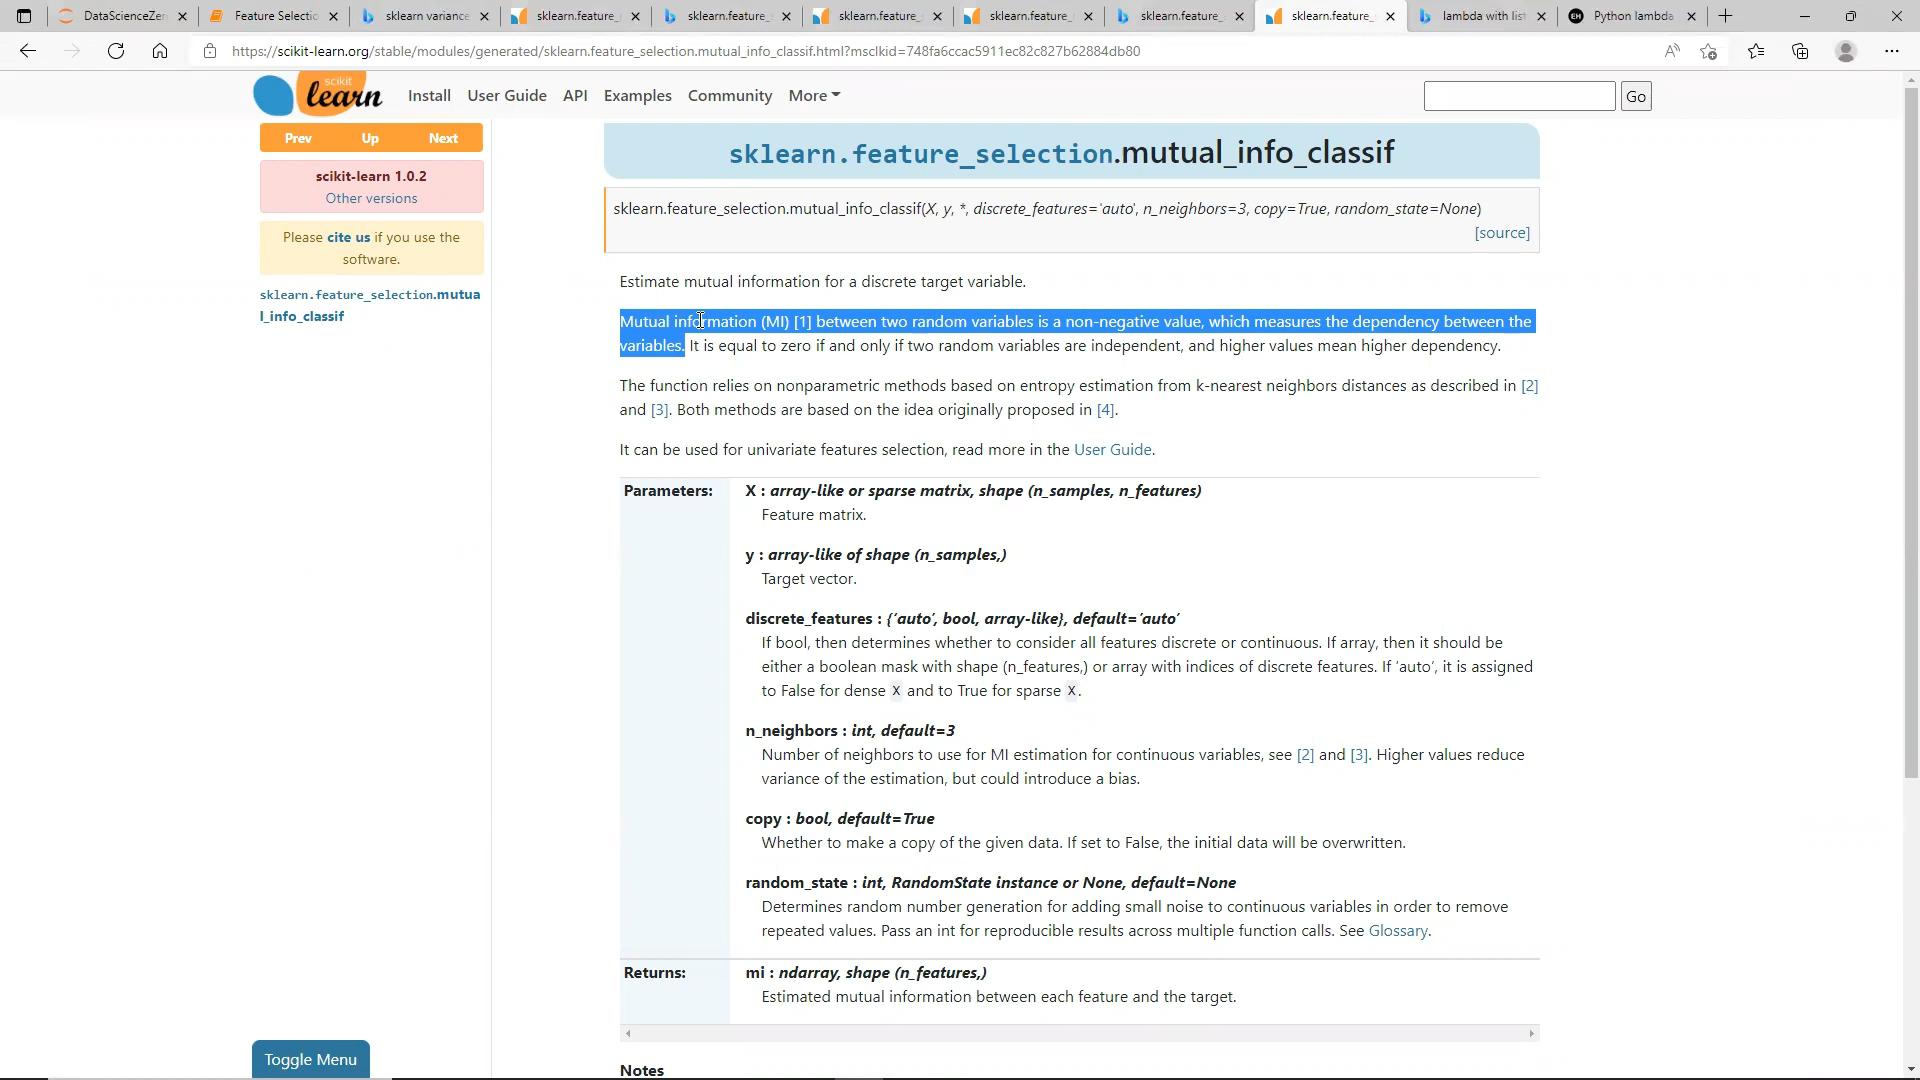 DataScienceZer
Feature Selectio
sklearn variance
sklearn.feature_
sklearn.feature_s
sklearn.feature_
sklearn.feature_
sklearn.feature_s
sklearn.feature_
lambda with list
EH Python lambda
https://scikit-learn.org/stable/modules/generated/sklearn.feature_selection.mutual_info_classif.html?msclkid=748fa6ccac5911ec82c827b62884db80
scikit
learn
Install User Guide API Examples Community More
Go
Prev Up Next
scikit-learn 1.0.2
Other versions
Please cite us if you use the
software.
sklearn.feature_selection.mutua
l_info_classif
Toggle Menu
sklearn.feature_selection.mutual_info_classif
sklearn.feature_selection.mutual_info_classif(X, y, *, discrete_features='auto', n_neighbors=3, copy=True, random_state=None)
[source]
Estimate mutual information for a discrete target variable.
Mutual information (MI) [1] between two random variables is a non-negative value, which measures the dependency between the
variables. It is equal to zero if and only if two random variables are independent, and higher values mean higher dependency.
The function relies on nonparametric methods based on entropy estimation from k-nearest neighbors distances as described in [2]
and [3]. Both methods are based on the idea originally proposed in [4].
It can be used for univariate features selection, read more in the User Guide.
Parameters:
X : array-like or sparse matrix, shape (n_samples, n_features)
Feature matrix.
y : array-like of shape (n_samples,)
Target vector.
discrete_features : {'auto', bool, array-like}, default='auto'
If bool, then determines whether to consider all features discrete or continuous. If array, then it should be
either a boolean mask with shape (n_features,) or array with indices of discrete features. If 'auto', it is assigned
to False for dense X and to True for sparse X.
n_neighbors : int, default=3
Number of neighbors to use for MI estimation for continuous variables, see [2] and [3]. Higher values reduce
variance of the estimation, but could introduce a bias.
copy : bool, default=True
Whether to make a copy of the given data. If set to False, the initial data will be overwritten.
random_state : int, RandomState instance or None, default=None
Determines random number generation for adding small noise to continuous variables in order to remove
repeated values. Pass an int for reproducible results across multiple function calls. See Glossary.
Returns:
mi : ndarray, shape (n_features,)
Estimated mutual information between each feature and the target.
Notes